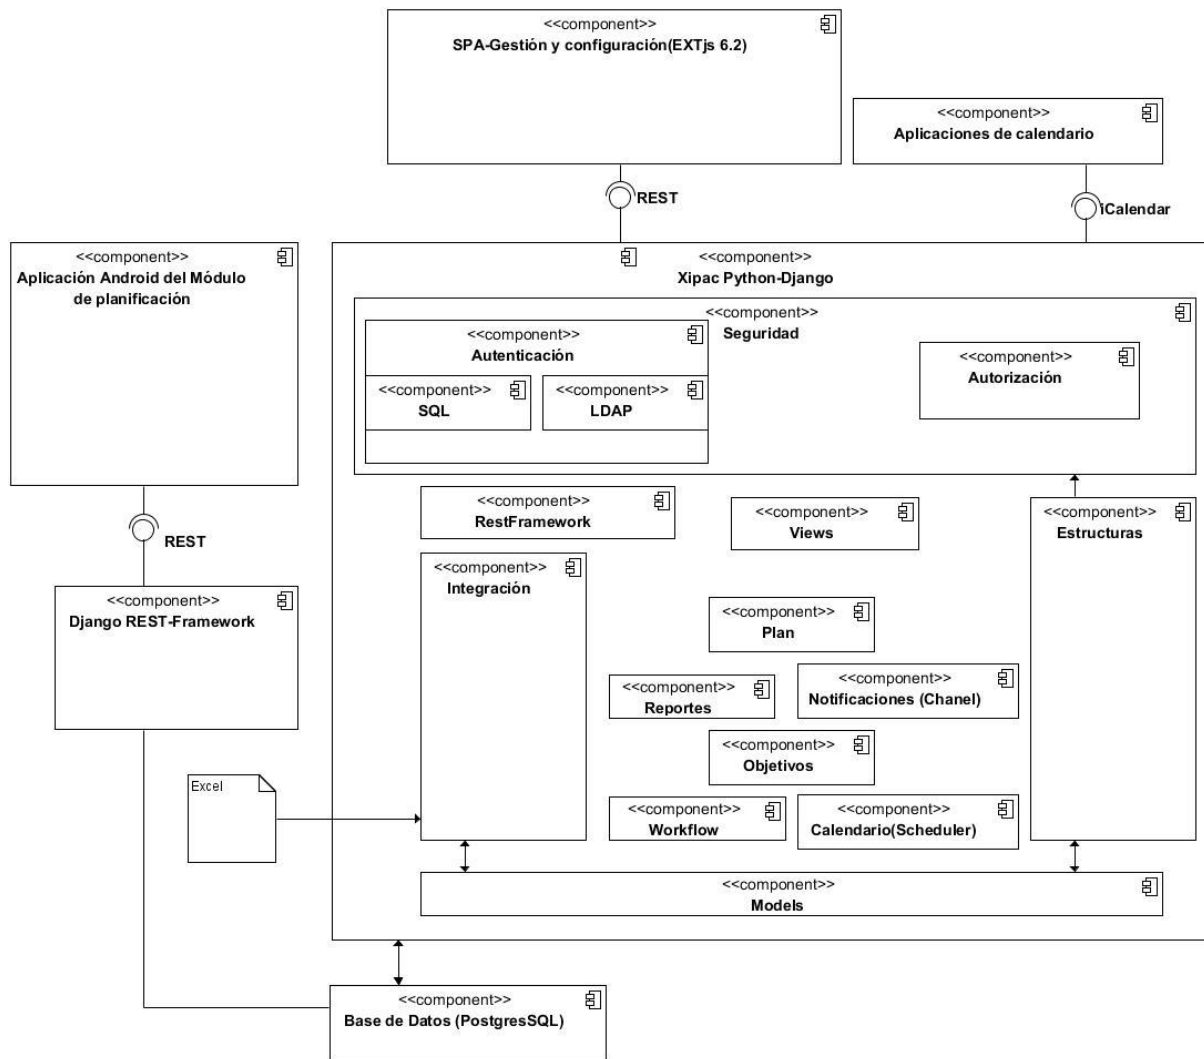 <<component>>
SPA-Gestión y configuración(EXTjs 6.2)
<<component>>
Aplicaciones de calendario
REST
iCalendar
<<component>>
Aplicación Android del Módulo
de planificación
<<component>>
Xipac Python-Django
<<component>>
Seguridad
<<component>>
Autenticación
<<component>>
SQL
<<component>>
LDAP
<<component>>
Autorización
REST
<<component>>
RestFramework
<<component>>
Views
<<component>>
Estructuras
<<component>>
Integración
<<component>>
Django REST-Framework
<<component>>
Plan
<<component>>
Reportes
<<component>>
Notificaciones (Chanel)
<<component>>
Objetivos
Excel
<<component>>
Workflow
<<component>>
Calendario(Scheduler)
<<component>>
Models
<<component>>
Base de Datos (PostgresSQL)